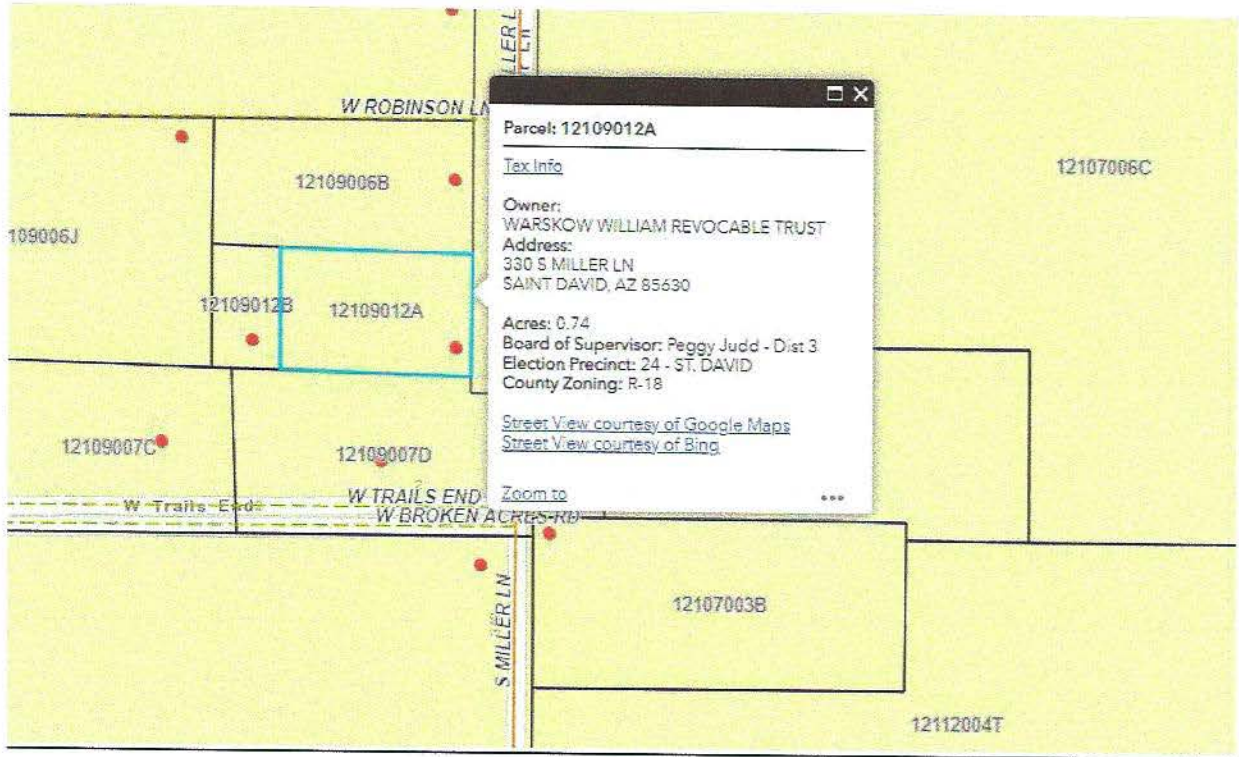 MILLER L
W ROBINSON LN
Parcel: 12109012A
Tax Info
Owner:
WARSKOW WILLIAM REVOCABLE TRUST
Address:
330 S MILLER LN
SAINT DAVID, AZ 85630
Acres: 0.74
Board of Supervisor: Peggy Judd - Dist 3
Election Precinct: 24 - ST. DAVID
County Zoning: R-18
Street View courtesy of Google Maps
Street View courtesy of Bing
Zoom to
12107006C
12109006B
109006J
12109012B
12109012A
12109007C
12109007D
W TRAILS END
W Trails End
W BROKEN ACRES RD
S MILLER LN
12107003B
12112004T